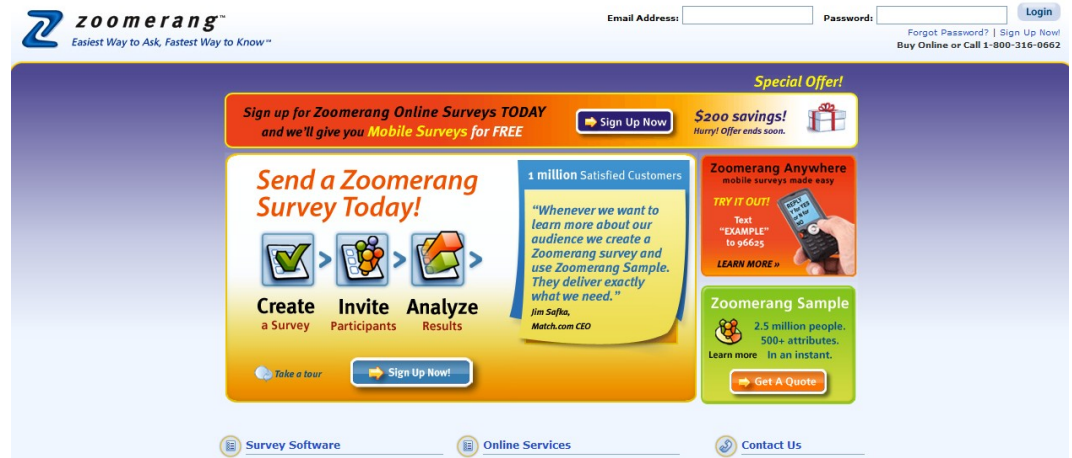 zoomerang™
Easiest Way to Ask, Fastest Way to Know℠
Email Address:
Password:
Login
Forgot Password? | Sign Up Now!
Buy Online or Call 1-800-316-0662
Special Offer!
Sign up for Zoomerang Online Surveys TODAY
and we'll give you Mobile Surveys for FREE
Sign Up Now
$200 savings!
Hurry! Offer ends soon.
Send a Zoomerang
Survey Today!
Create
a Survey
Invite
Participants
Analyze
Results
Take a tour
Sign Up Now!
1 million Satisfied Customers
"Whenever we want to
learn more about our
audience we create a
Zoomerang survey and
use Zoomerang Sample.
They deliver exactly
what we need."
Jim Safka,
Match.com CEO
Zoomerang Anywhere
mobile surveys made easy
TRY IT OUT!
Text
"EXAMPLE"
to 96625
REPLY
Y for YES
or N for
NO
LEARN MORE »
Zoomerang Sample
2.5 million people.
500+ attributes.
In an instant.
Learn more
Get A Quote
Survey Software
Online Services
Contact Us